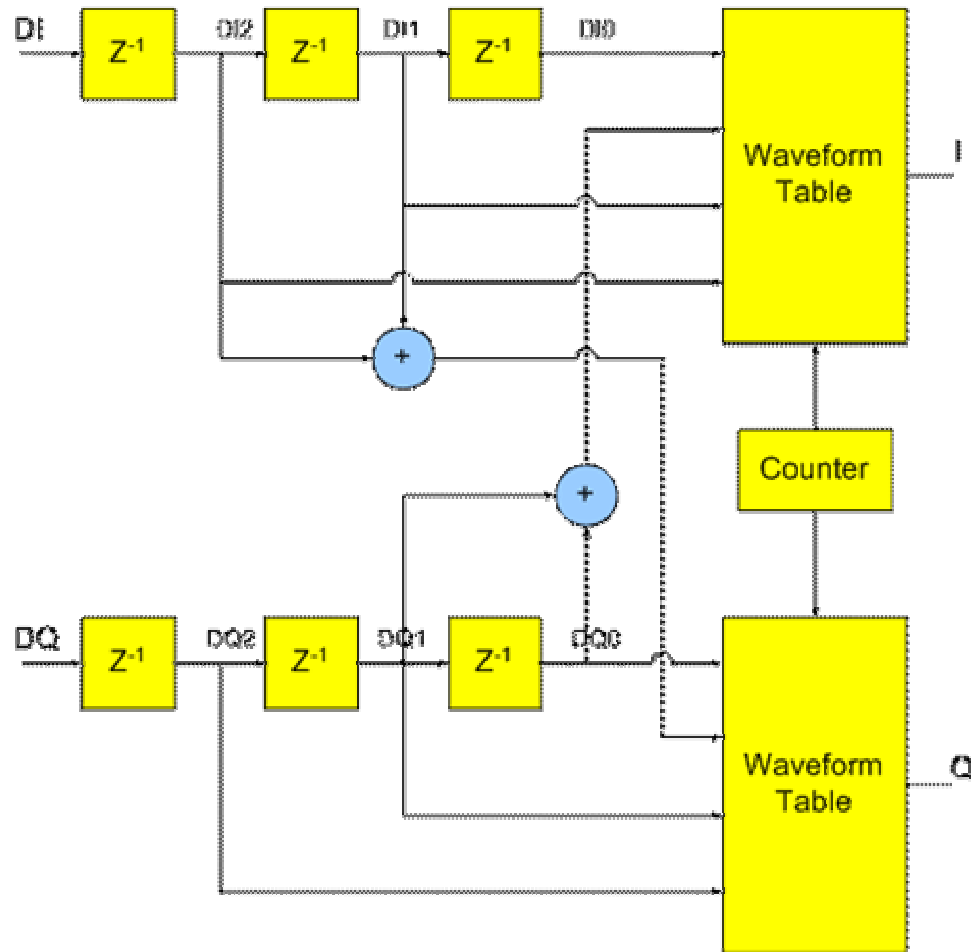 DI
Z⁻¹
DI2
Z⁻¹
DI1
Z⁻¹
DI0
Waveform
Table
I
+
Counter
+
DQ
Z⁻¹
DQ2
Z⁻¹
DQ1
Z⁻¹
DQ0
Waveform
Table
Q